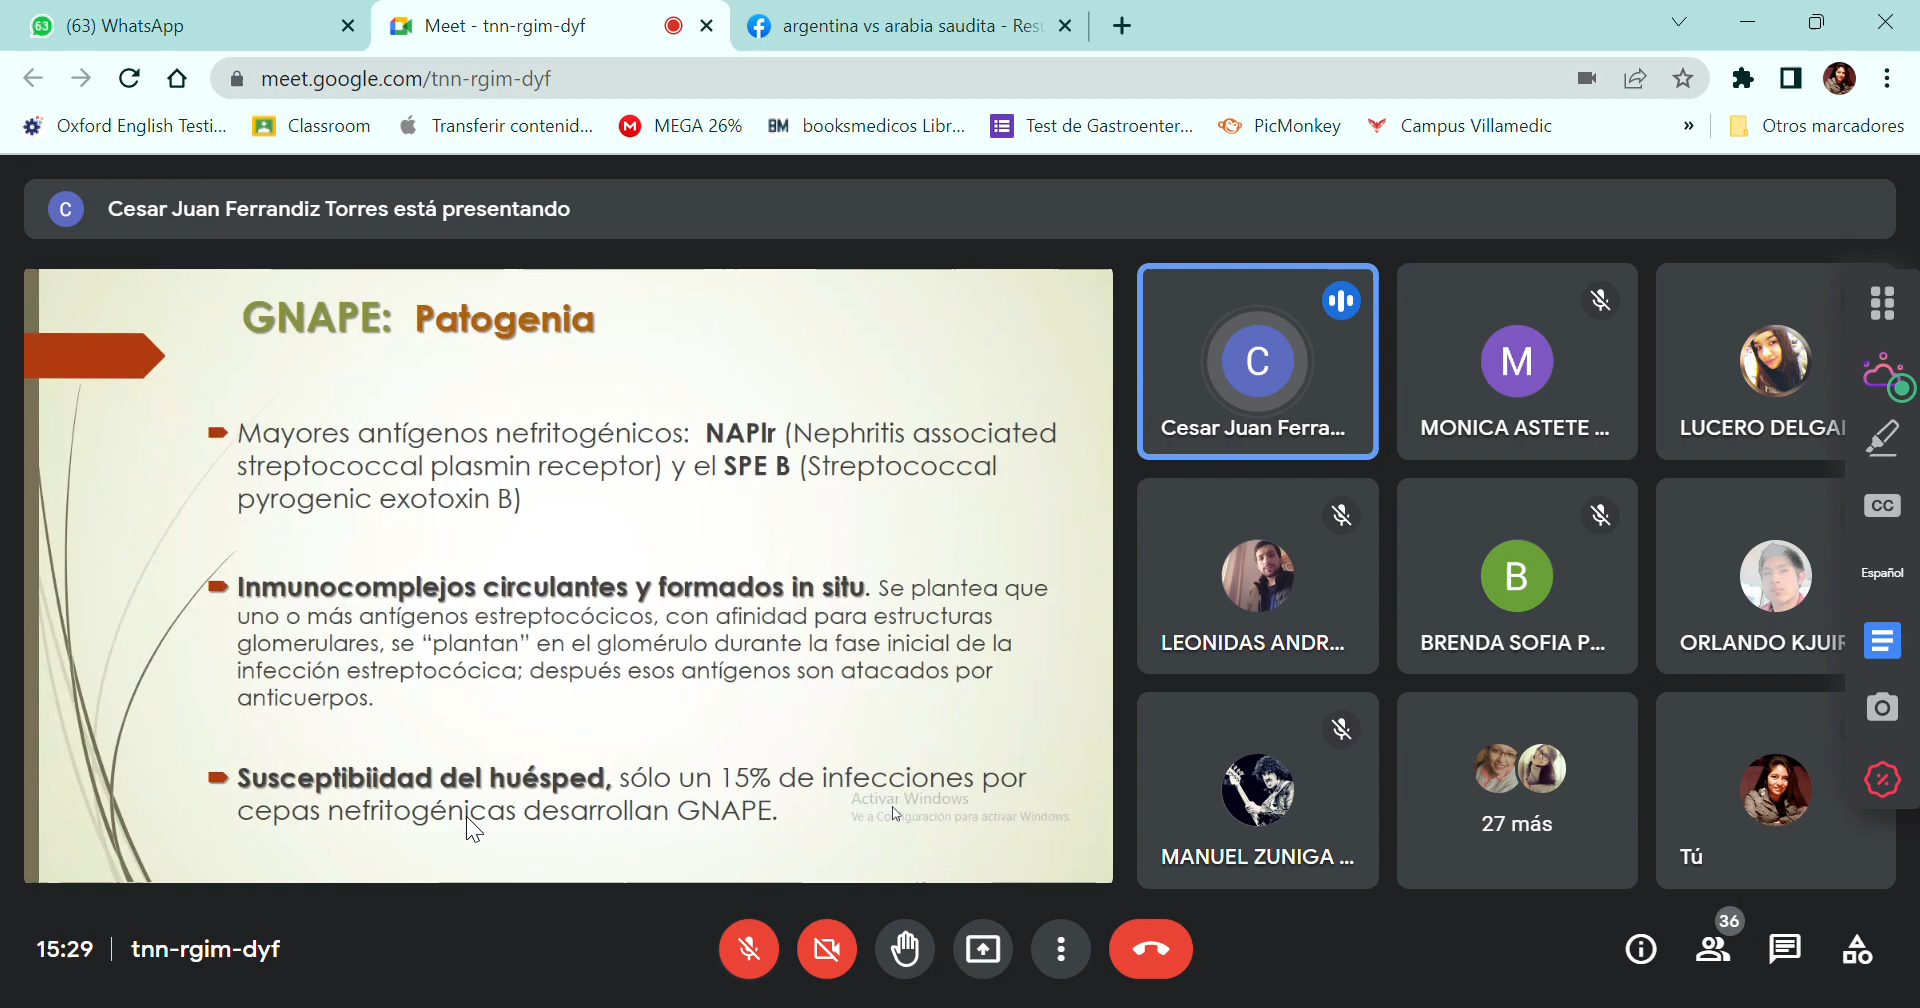 (63) WhatsApp
Meet - tnn-rgim-dyf
argentina vs arabia saudita - Resu
meet.google.com/tnn-rgim-dyf
Oxford English Testi...
Classroom
Transferir contenid...
MEGA 26%
BM booksmedicos Libr...
Test de Gastroenter...
PicMonkey
Campus Villamedic
»
Otros marcadores
C Cesar Juan Ferrandiz Torres está presentando
GNAPE: Patogenia
Mayores antígenos nefritogénicos: NAPlr (Nephritis associated
streptococcal plasmin receptor) y el SPE B (Streptococcal
pyrogenic exotoxin B)
Inmunocomplejos circulantes y formados in situ. Se plantea que
uno o más antígenos estreptocócicos, con afinidad para estructuras
glomerulares, se “plantan” en el glomérulo durante la fase inicial de la
infección estreptocócica; después esos antígenos son atacados por
anticuerpos.
Susceptibiidad del huésped, sólo un 15% de infecciones por
cepas nefritogénicas desarrollan GNAPE.
Activar Windows
Ve a Configuración para activar Windows.
C
Cesar Juan Ferra...
M
MONICA ASTETE ...
LUCERO DELGA
LEONIDAS ANDR...
B
BRENDA SOFIA P...
ORLANDO KJUIR
MANUEL ZUNIGA ...
27 más
Tú
CC
Español
15:29 | tnn-rgim-dyf
36